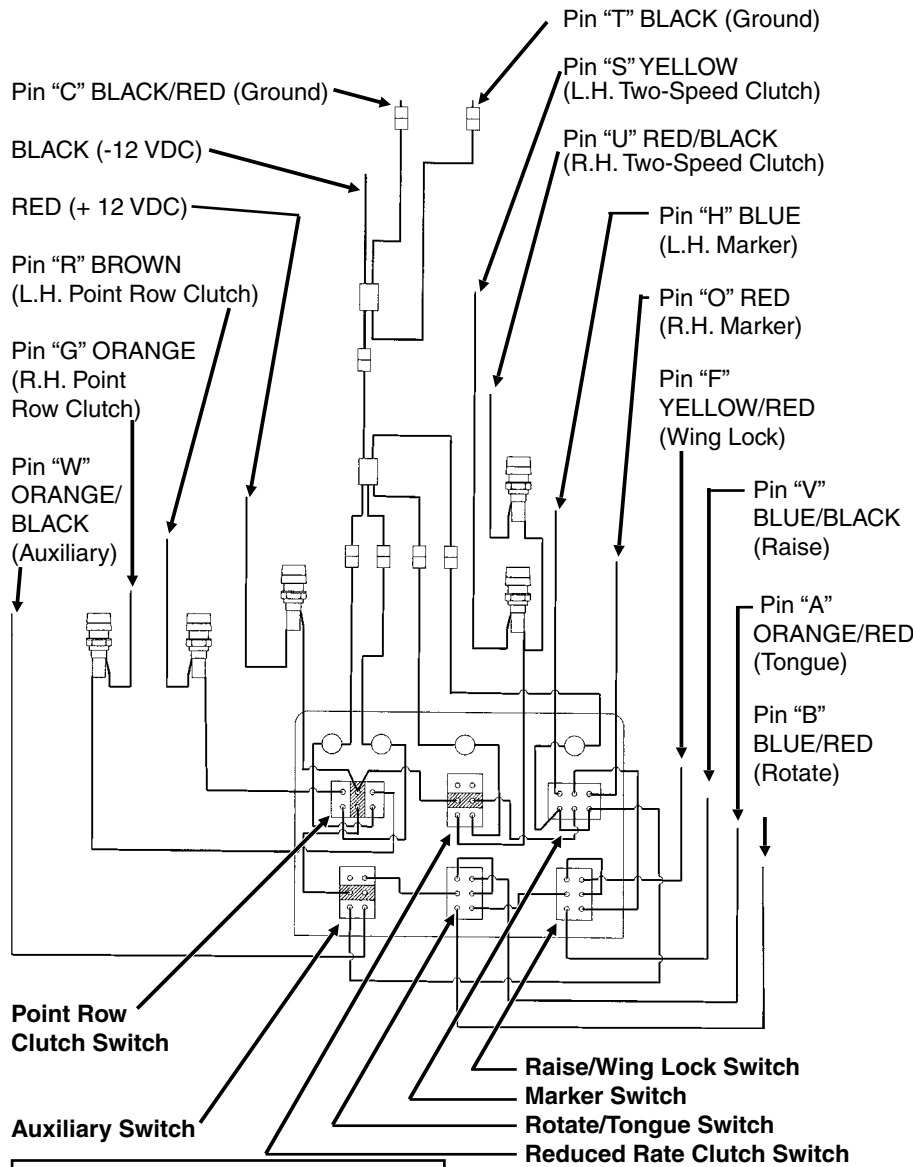 Pin “T” BLACK (Ground)
Pin “C” BLACK/RED (Ground)
Pin “S” YELLOW
(L.H. Two-Speed Clutch)
BLACK (-12 VDC)
Pin “U” RED/BLACK
(R.H. Two-Speed Clutch)
RED (+ 12 VDC)
Pin “H” BLUE
(L.H. Marker)
Pin “R” BROWN
(L.H. Point Row Clutch)
Pin “O” RED
(R.H. Marker)
Pin “G” ORANGE
(R.H. Point
Row Clutch)
Pin “F”
YELLOW/RED
(Wing Lock)
Pin “W”
ORANGE/
BLACK
(Auxiliary)
Pin “V”
BLUE/BLACK
(Raise)
Pin “A”
ORANGE/RED
(Tongue)
Pin “B”
BLUE/RED
(Rotate)
Point Row
Clutch Switch
Raise/Wing Lock Switch
Marker Switch
Auxiliary Switch
Rotate/Tongue Switch
Reduced Rate Clutch Switch